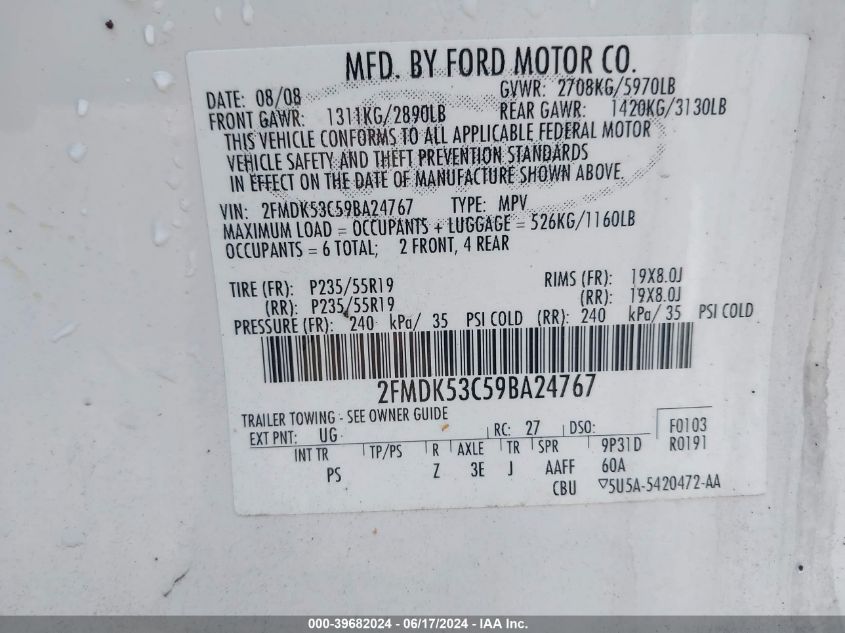 MFD. BY FORD MOTOR CO.
DATE: 08/08 GVWR: 2708KG/5970LB
FRONT GAWR: 1311KG/2890LB REAR GAWR: 1420KG/3130LB
THIS VEHICLE CONFORMS TO ALL APPLICABLE FEDERAL MOTOR
VEHICLE SAFETY AND THEFT PREVENTION STANDARDS
IN EFFECT ON THE DATE OF MANUFACTURE SHOWN ABOVE.
VIN: 2FMDK53C59BA24767 TYPE: MPV
MAXIMUM LOAD = OCCUPANTS + LUGGAGE = 526KG/1160LB
OCCUPANTS = 6 TOTAL; 2 FRONT, 4 REAR
TIRE (FR): P235/55R19 RIMS (FR): 19X8.0J
(RR): P235/55R19 (RR): 19X8.0J
PRESSURE (FR): 240 kPa/ 35 PSI COLD (RR): 240 kPa/ 35 PSI COLD
2FMDK53C59BA24767
TRAILER TOWING - SEE OWNER GUIDE
EXT PNT: UG RC: 27 DSO: F0103
INT TR TP/PS R AXLE TR SPR 9P31D R0191
PS Z 3E J AAFF 60A
CBU ▽5U5A-5420472-AA
000-39682024 - 06/17/2024 - IAA Inc.